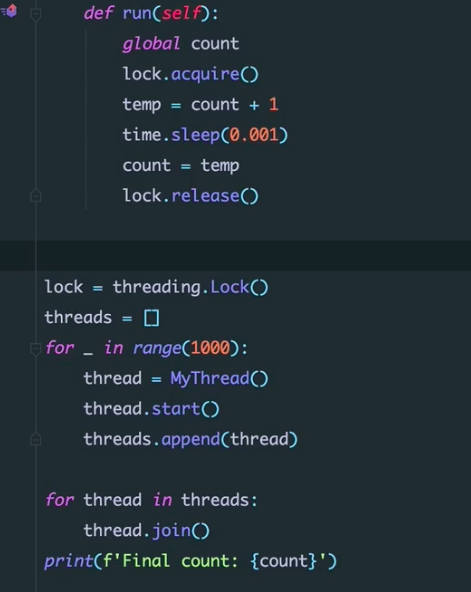 def run(self):
global count
lock.acquire()
temp = count + 1
time.sleep(0.001)
count = temp
lock.release()
lock = threading.Lock()
threads = []
for _ in range(1000):
thread = MyThread()
thread.start()
threads.append(thread)
for thread in threads:
thread.join()
print(f'Final count: {count}')